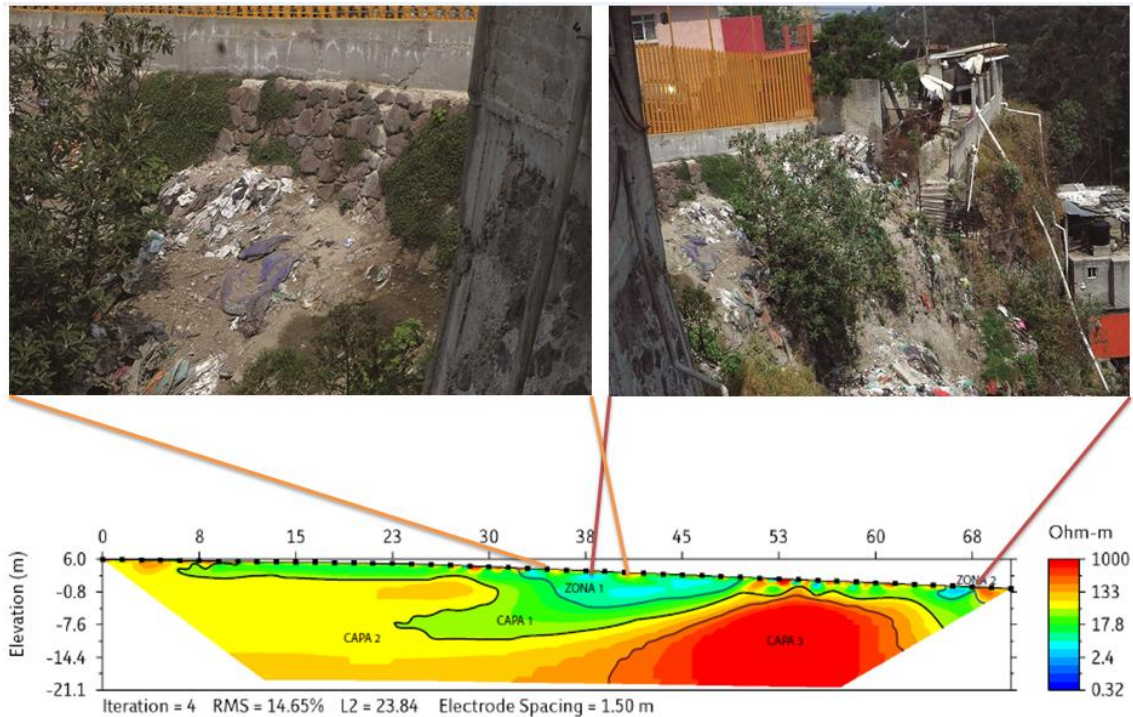 0 8 15 23 30 38 45 53 60 68
Ohm-m
Elevation (m)
6.0
-0.8
-7.6
-14.4
-21.1
ZONA 1
ZONA 2
CAPA 1
CAPA 2
CAPA 3
1000
133
17.8
2.4
0.32
Iteration = 4 RMS = 14.65% L2 = 23.84 Electrode Spacing = 1.50 m